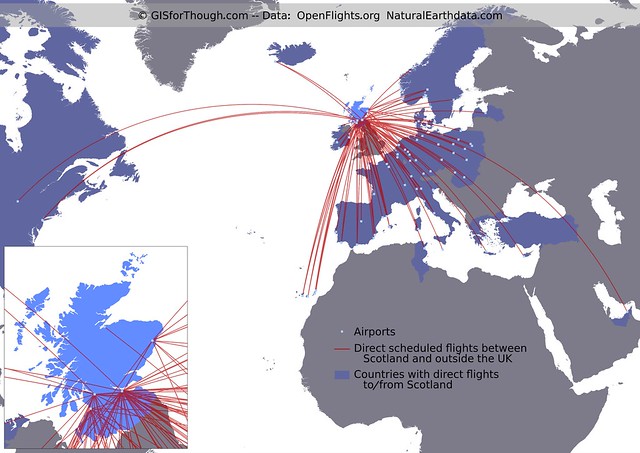 © GISforThough.com -- Data:  OpenFlights.org  NaturalEarthdata.com
Airports
Direct scheduled flights between
Scotland and outside the UK
Countries with direct flights
to/from Scotland